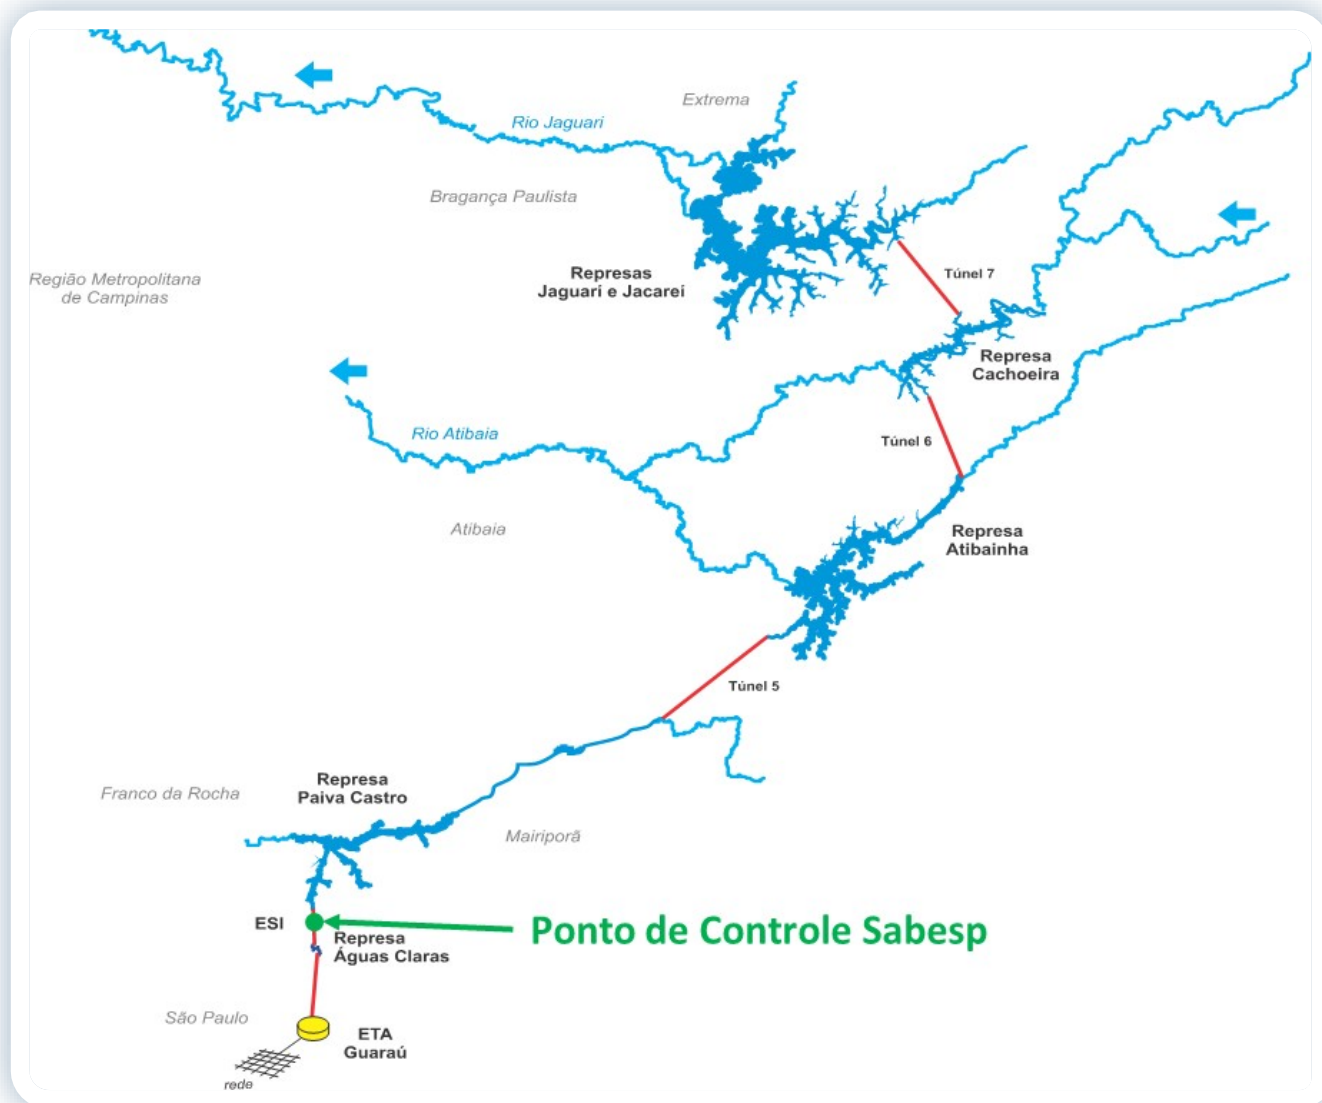 Extrema
Rio Jaguari
Bragança Paulista
Região Metropolitana
de Campinas
Represas
Jaguari e Jacareí
Túnel 7
Represa
Cachoeira
Rio Atibaia
Túnel 6
Atibaia
Represa
Atibainha
Túnel 5
Represa
Paiva Castro
Franco da Rocha
Mairiporã
ESI
Ponto de Controle Sabesp
Represa
Águas Claras
São Paulo
ETA
Guaraú
rede